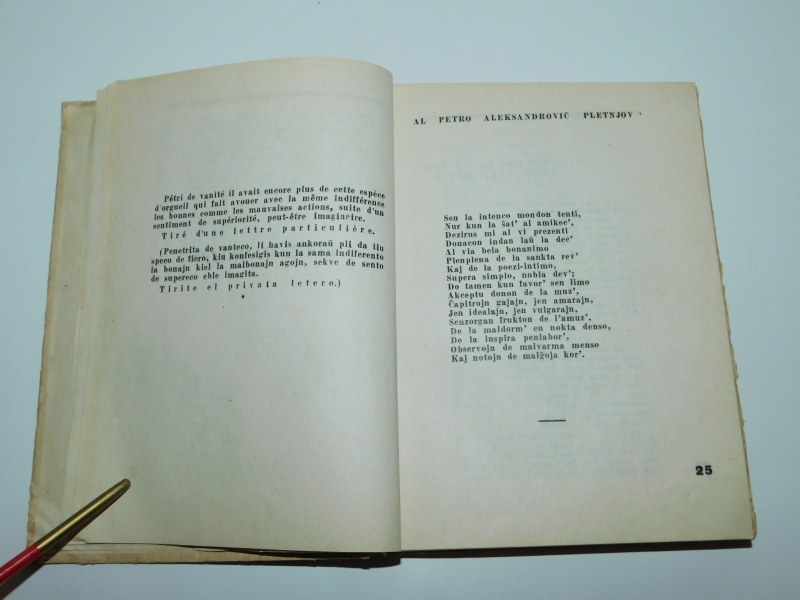 Pétri de vanité il avait encore plus de cette espèce
d'orgueil qui fait avouer avec la même indifférence
les bonnes comme les mauvaises actions, suite d'un
sentiment de supériorité, peut-être imaginaire.
Tiré d'une lettre particulière.
(Penetrita de vanteco, li havis ankoraŭ pli da tiu
speco de fiero, kiu konfesigis kun la sama indiferento
la bonajn kiel la malbonajn agojn, sekve de sento
de supereco eble imagita.
Tirite el privata letero.)
AL PETRO ALEKSANDROVIĈ PLETNJOV ¹
Sen la intenco mondon tenti,
Nur kun la ŝat' al amikec',
Dezirus mi al vi prezenti
Donacon indan laŭ la dec'
Al via bela bonanimo
Plenplena de la sankta rev'
Kaj de la poezi-intimo,
Supera simplo, nobla dev';
Do tamen kun favor' sen limo
Akceptu donon de la muz',
Ĉapitrojn gajajn, jen amarajn,
Jen idealajn, jen vulgarajn,
Senzorgan frukton de l'amuz',
De la maldorm' en nokta denso,
De la inspira penlabor',
Observojn de malvarma menso
Kaj notojn de malĝoja kor'.
25